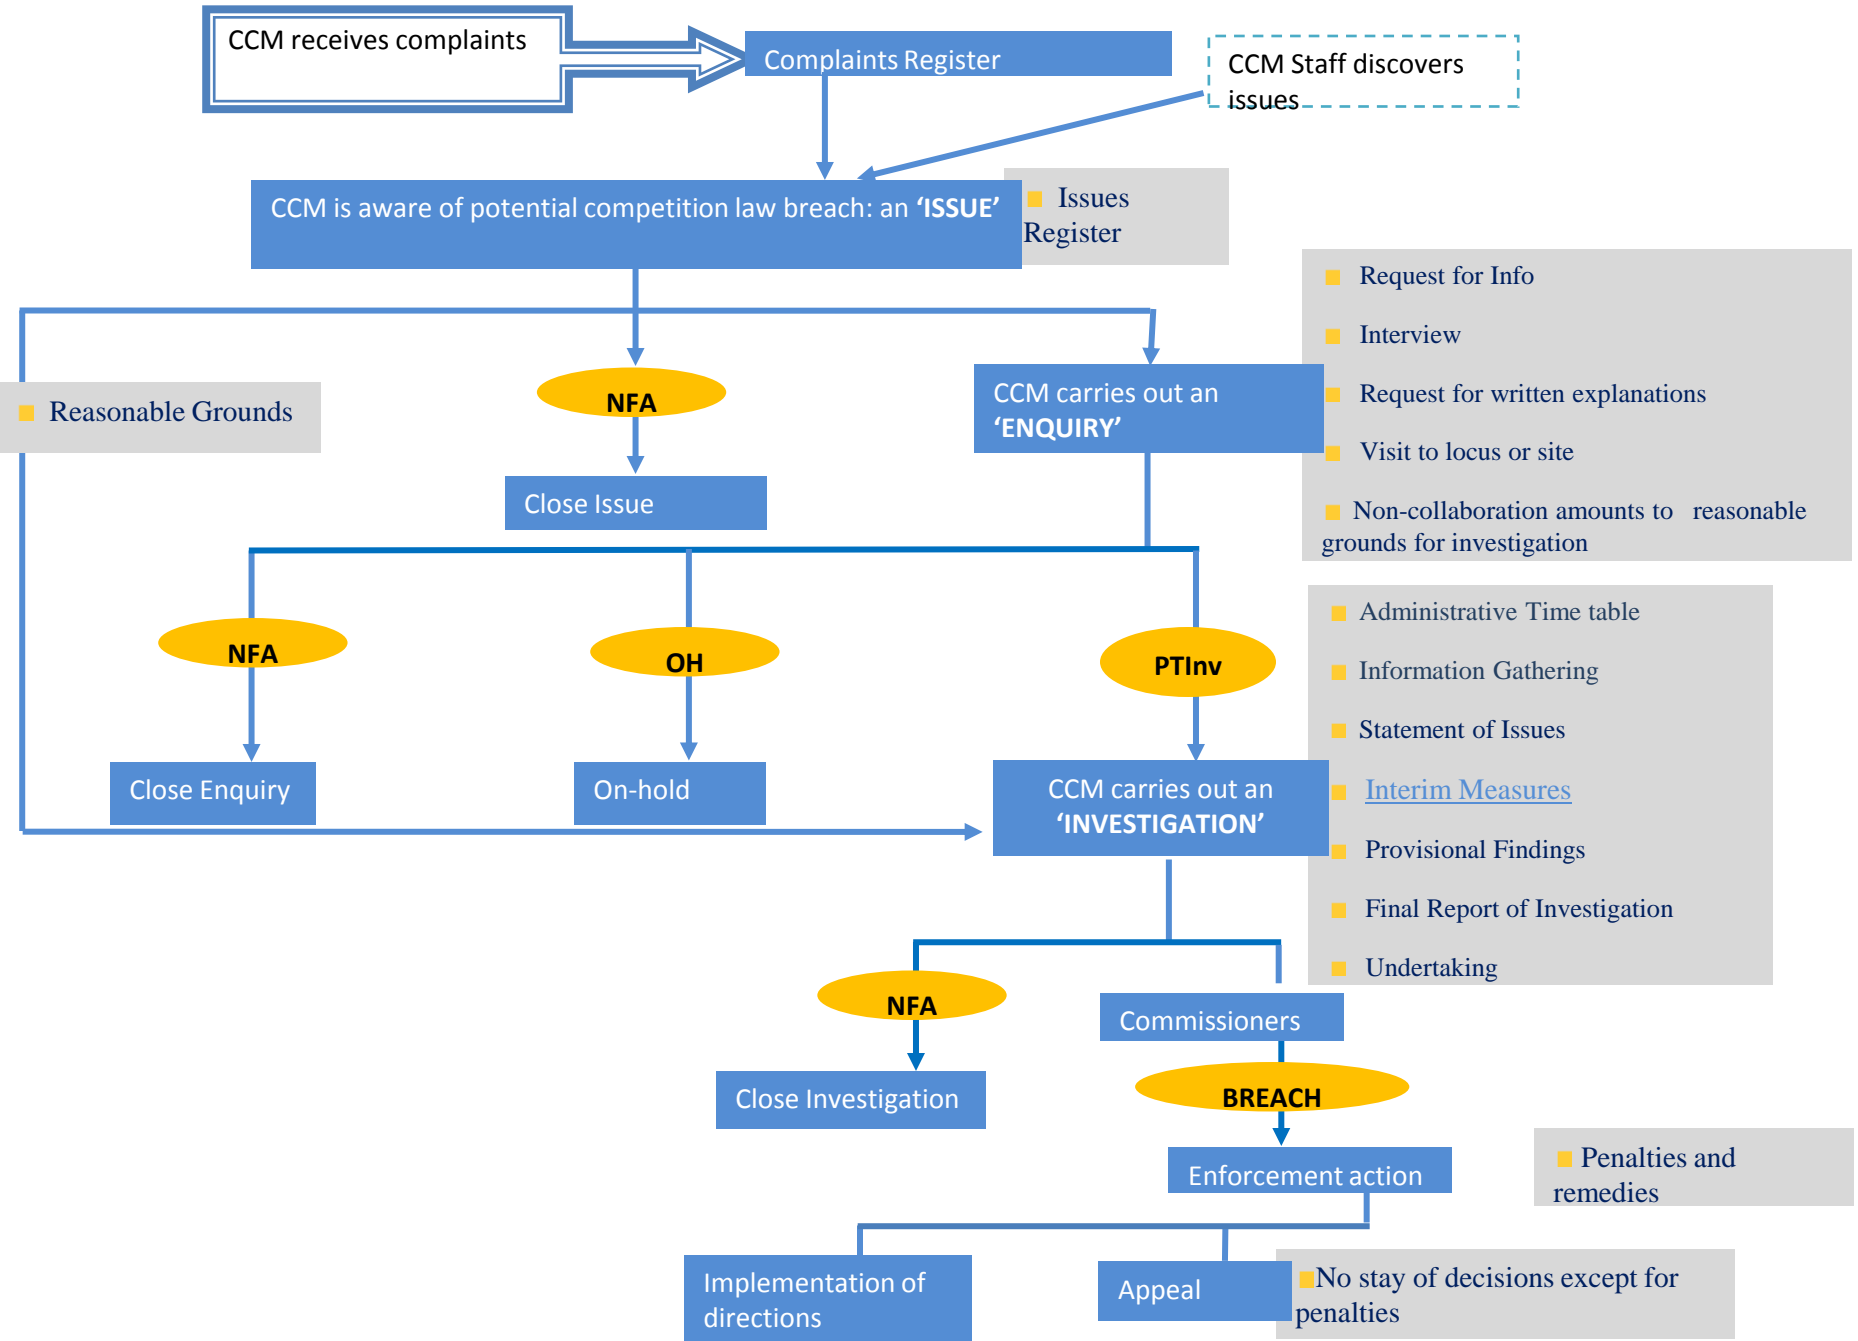 CCM receives complaints
Complaints Register
CCM Staff discovers
issues
CCM is aware of potential competition law breach: an ‘ISSUE’
Issues
Register
Request for Info
Interview
Request for written explanations
Visit to locus or site
Non-collaboration amounts to reasonable
grounds for investigation
Reasonable Grounds
NFA
CCM carries out an
‘ENQUIRY’
Close Issue
NFA
OH
PTInv
Administrative Time table
Information Gathering
Statement of Issues
Interim Measures
Provisional Findings
Final Report of Investigation
Undertaking
Close Enquiry
On-hold
CCM carries out an
‘INVESTIGATION’
NFA
Commissioners
Close Investigation
BREACH
Enforcement action
Penalties and
remedies
Implementation of
directions
Appeal
No stay of decisions except for
penalties